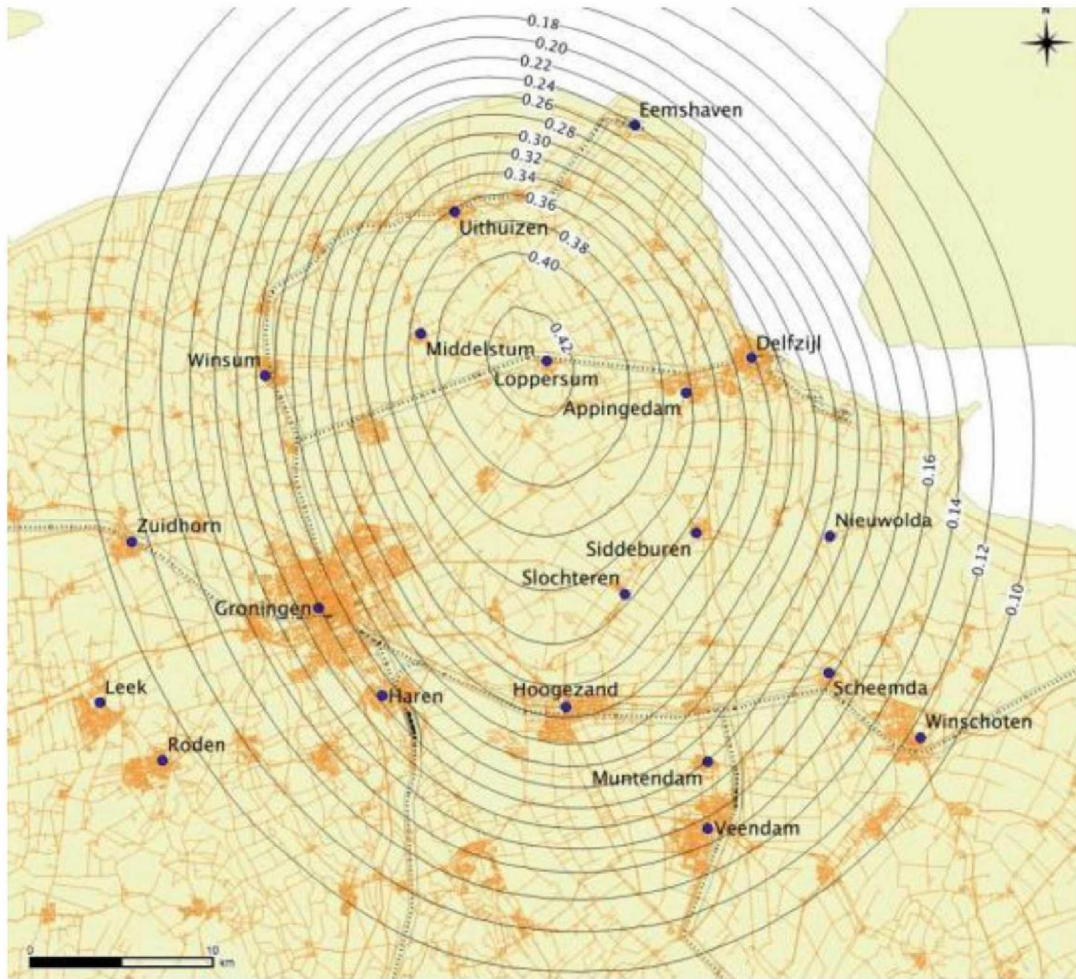 N
0.18
0.20
0.22
0.24
0.26
0.28
0.30
0.32
0.34
0.36
0.38
0.40
0.42
Eemshaven
Uithuizen
Middelstum
Winsum
Loppersum
Delfzijl
Appingedam
0.16
0.14
0.12
0.10
Zuidhorn
Nieuwolda
Siddeburen
Slochteren
Groningen
Leek
Haren
Hoogezand
Scheemda
Winschoten
Roden
Muntendam
Veendam
0 10
km